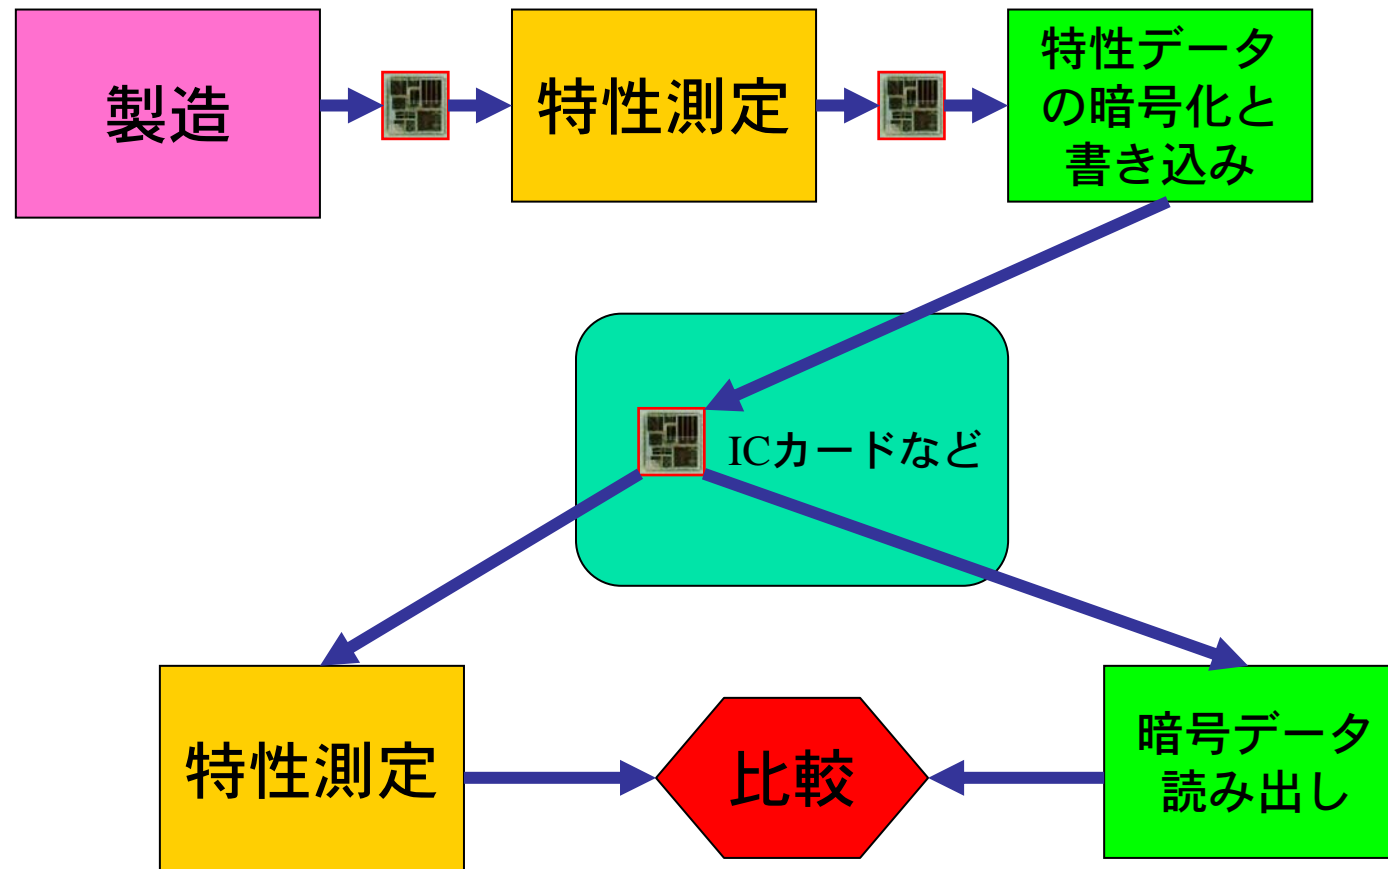 製造
特性測定
特性データ
の暗号化と
書き込み
ICカードなど
特性測定
比較
暗号データ
読み出し